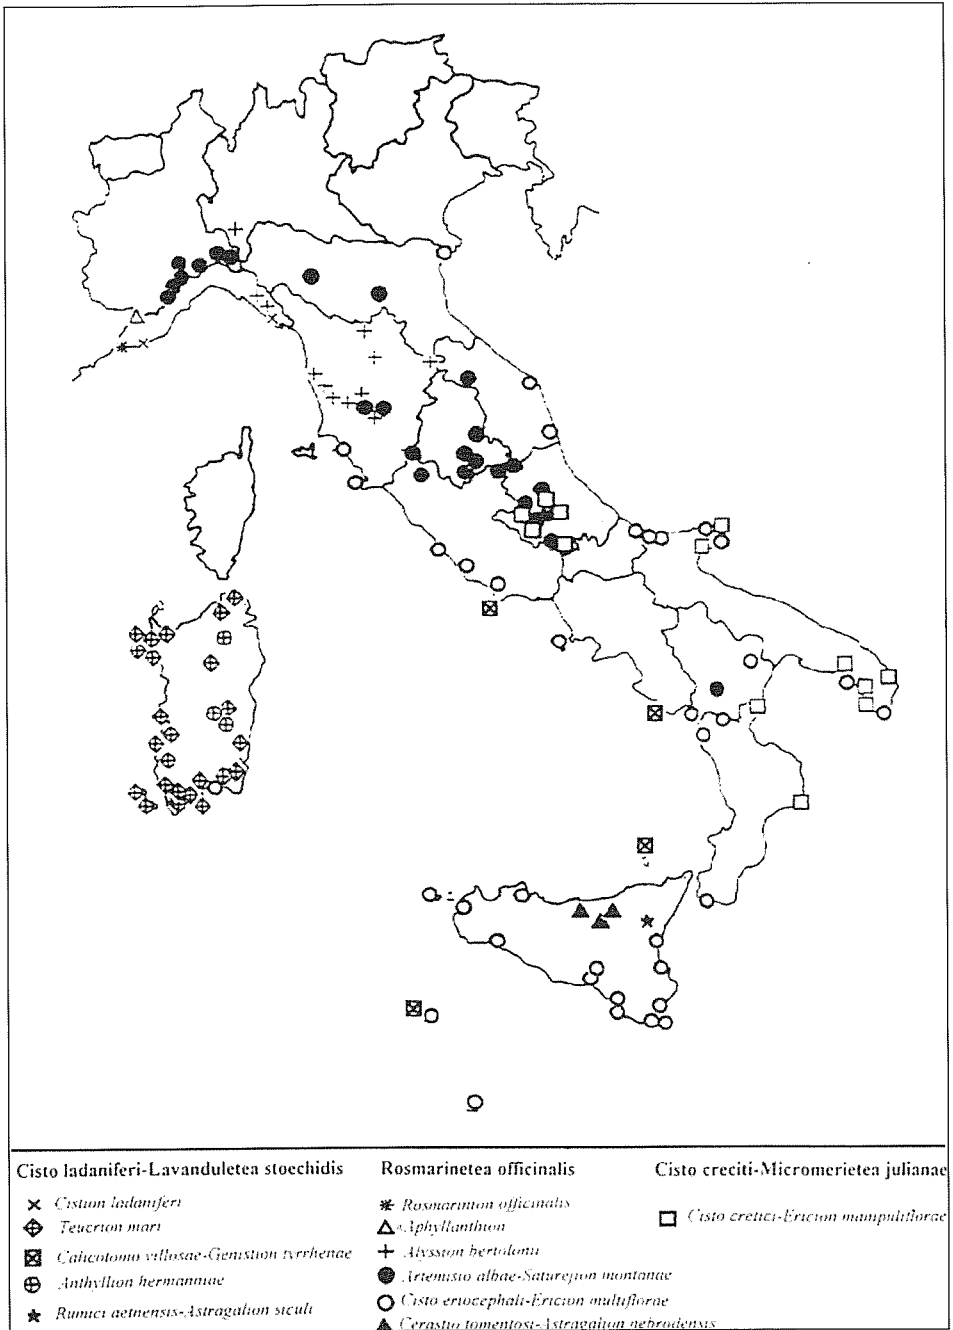 Cisto ladaniferi-Lavanduletea stoechidis
Cistion ladaniferi
Teucrion mari
Calicotomo villosae-Genistion tyrrhenae
Anthyllion hermanniae
Rumici aetnensis-Astragalion siculi
Rosmarinetea officinalis
Rosmarinion officinalis
Aphyllanthion
Alyssion bertolonii
Artemisio albae-Saturejion montanae
Cisto eriocephali-Ericion multiflorae
Cerastio tomentosi-Astragalion nebrodensis
Cisto creciti-Micromerietea julianae
Cisto cretici-Ericion manipuliflorae